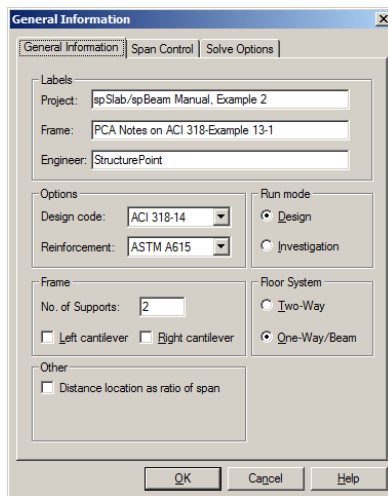 General Information
General Information Span Control Solve Options
Labels
Project: spSlab/spBeam Manual, Example 2
Frame: PCA Notes on ACI 318-Example 13-1
Engineer: StructurePoint
Options
Design code: ACI 318-14
Reinforcement: ASTM A615
Run mode
Design
Investigation
Frame
No. of Supports: 2
Left cantilever Right cantilever
Floor System
Two-Way
One-Way/Beam
Other
Distance location as ratio of span
OK Cancel Help